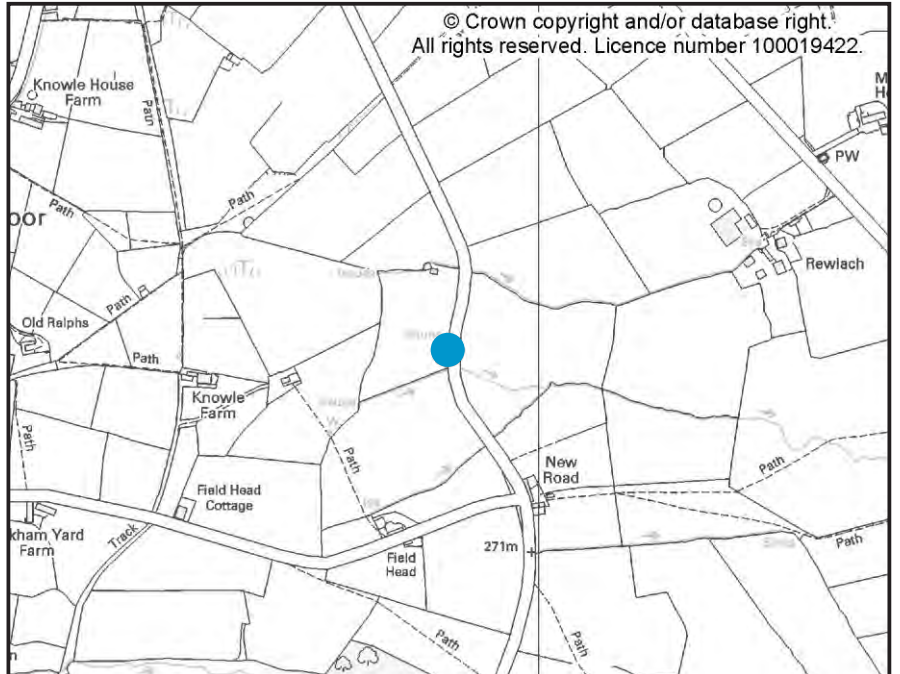 © Crown copyright and/or database right.
All rights reserved. Licence number 100019422.
Knowle House
Farm
Path
Path
Path
PW
Rewlach
Path
Old Ralphs
Path
Knowle
Farm
Path
Path
New
Road
Path
Field Head
Cottage
Track
Farm
Field
Head
271m
Path
Path
Path